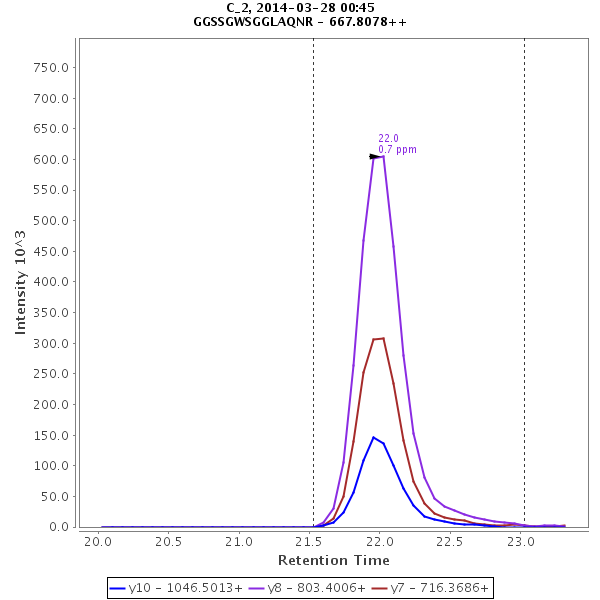 C_2, 2014-03-28 00:45
GGSSGWSGGLAQNR - 667.8078++
750.0
700.0
650.0
600.0
550.0
500.0
450.0
400.0
350.0
300.0
250.0
200.0
150.0
100.0
50.0
0.0
Intensity 10^3
22.0
0.7 ppm
20.0 20.5 21.0 21.5 22.0 22.5 23.0
Retention Time
y10 - 1046.5013+ y8 - 803.4006+ y7 - 716.3686+